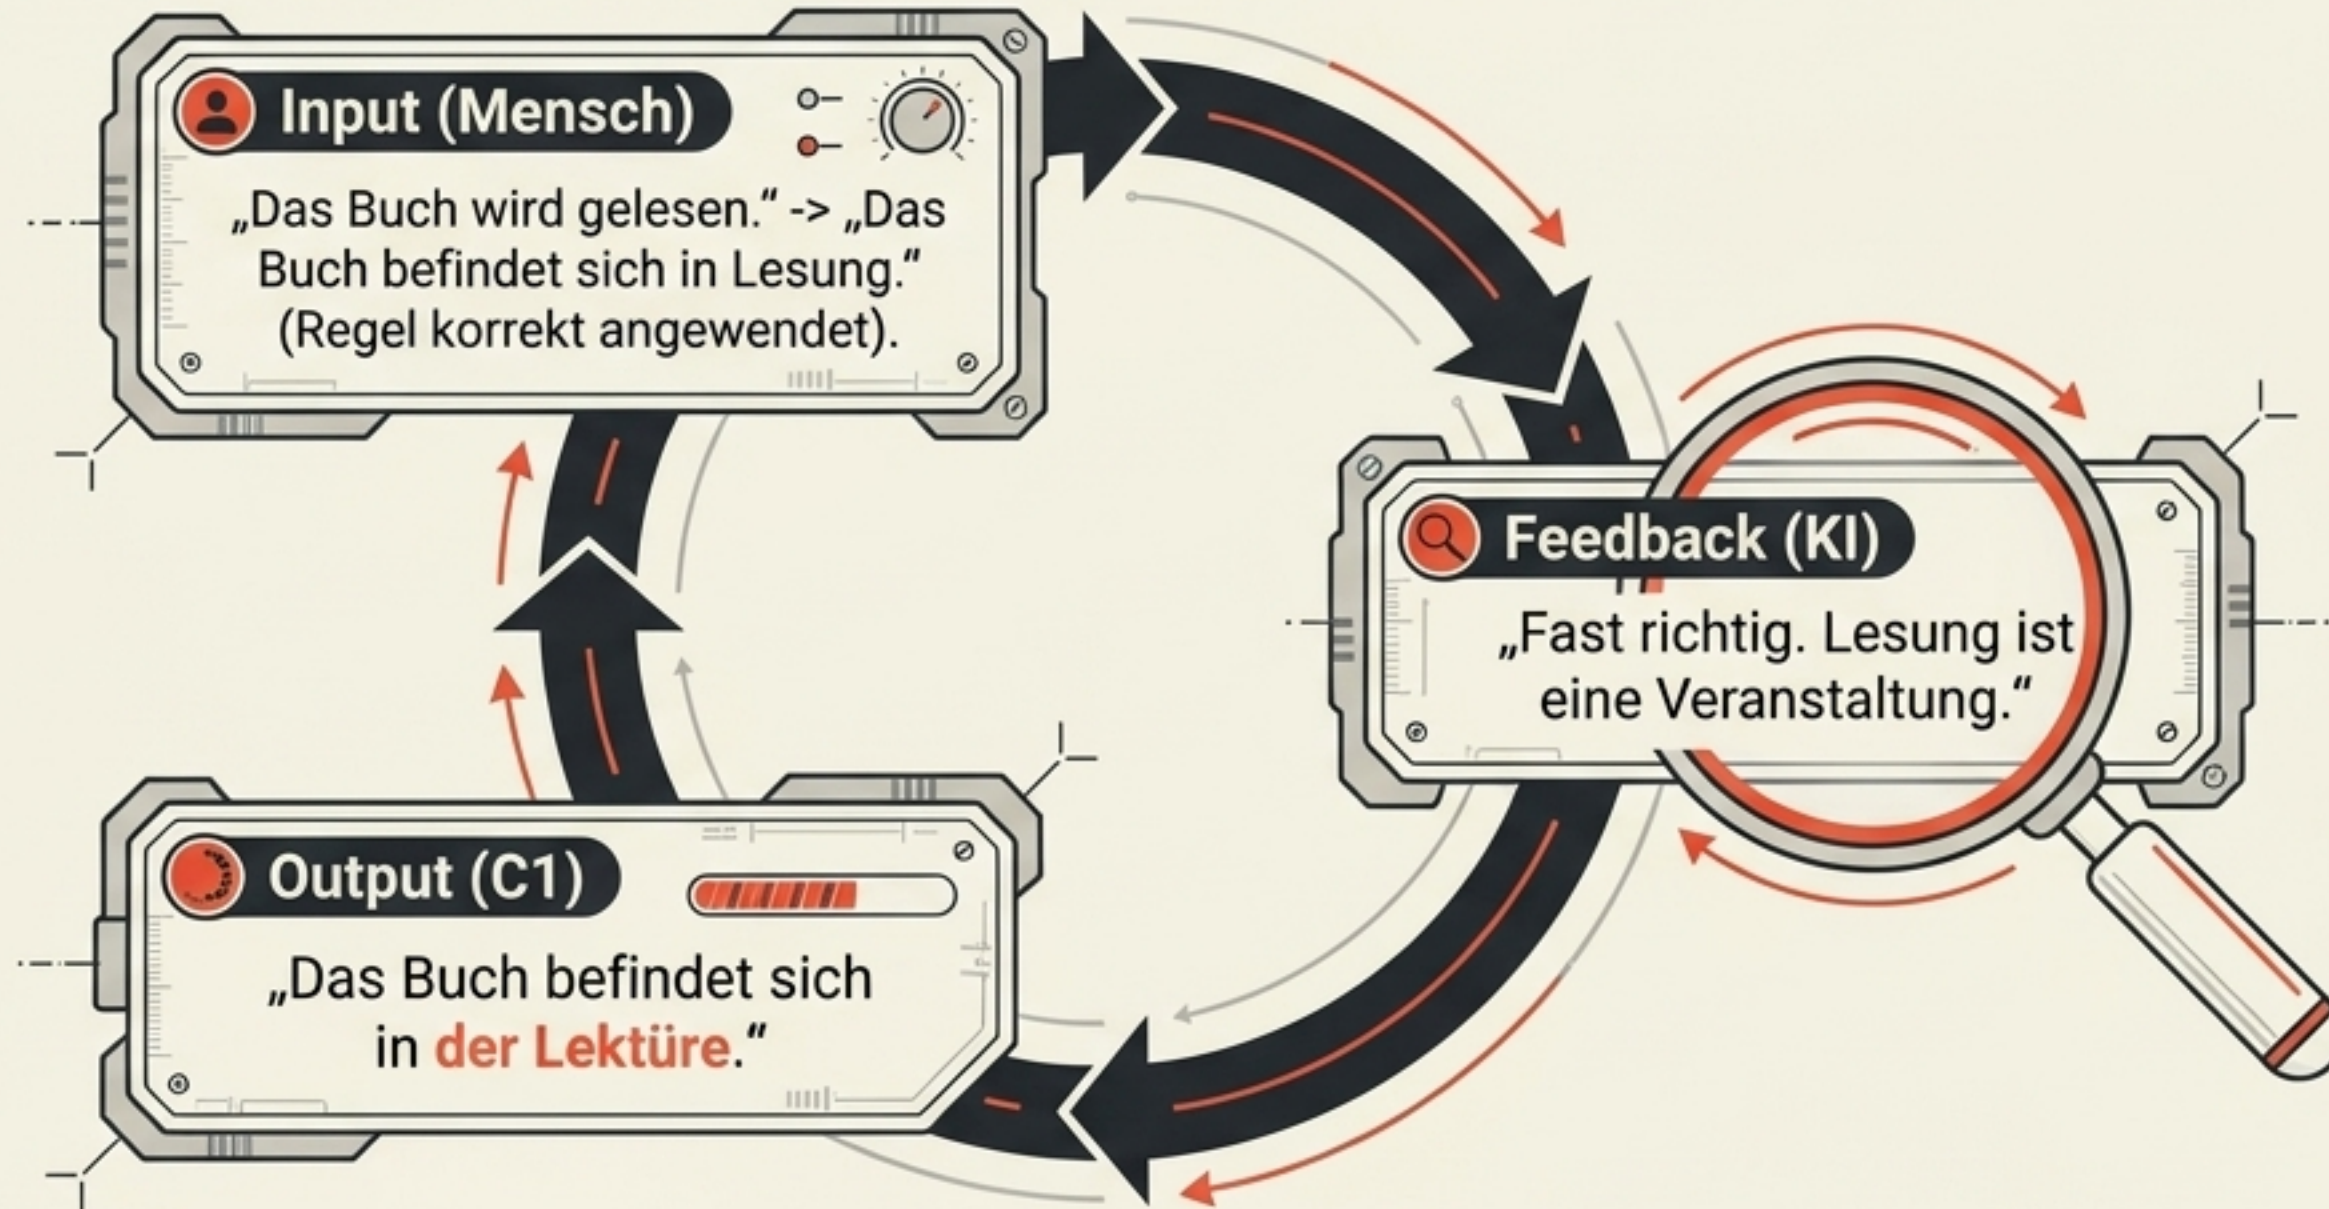 Input (Mensch)
„Das Buch wird gelesen.“ -> „Das
Buch befindet sich in Lesung.“
(Regel korrekt angewendet).
Feedback (KI)
„Fast richtig. Lesung ist
eine Veranstaltung.“
Output (C1)
„Das Buch befindet sich
in der Lektüre.“